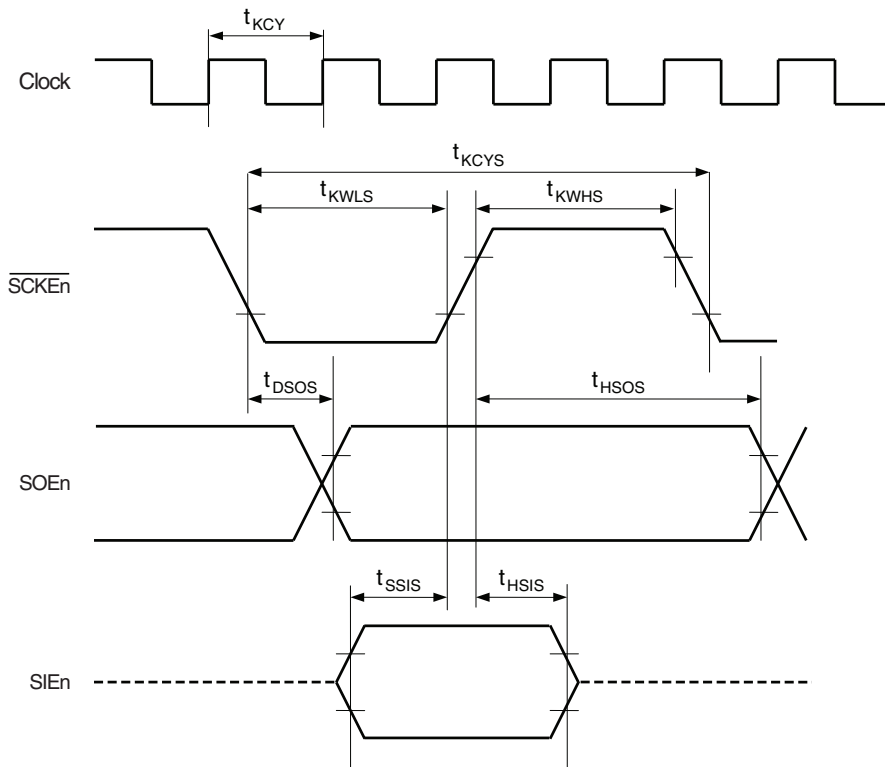 tKCY
Clock
tKCYS
tKWLS tKWHS
SCKEn
tDSOS tHSOS
SOEn
tSSIS tHSIS
SIEn